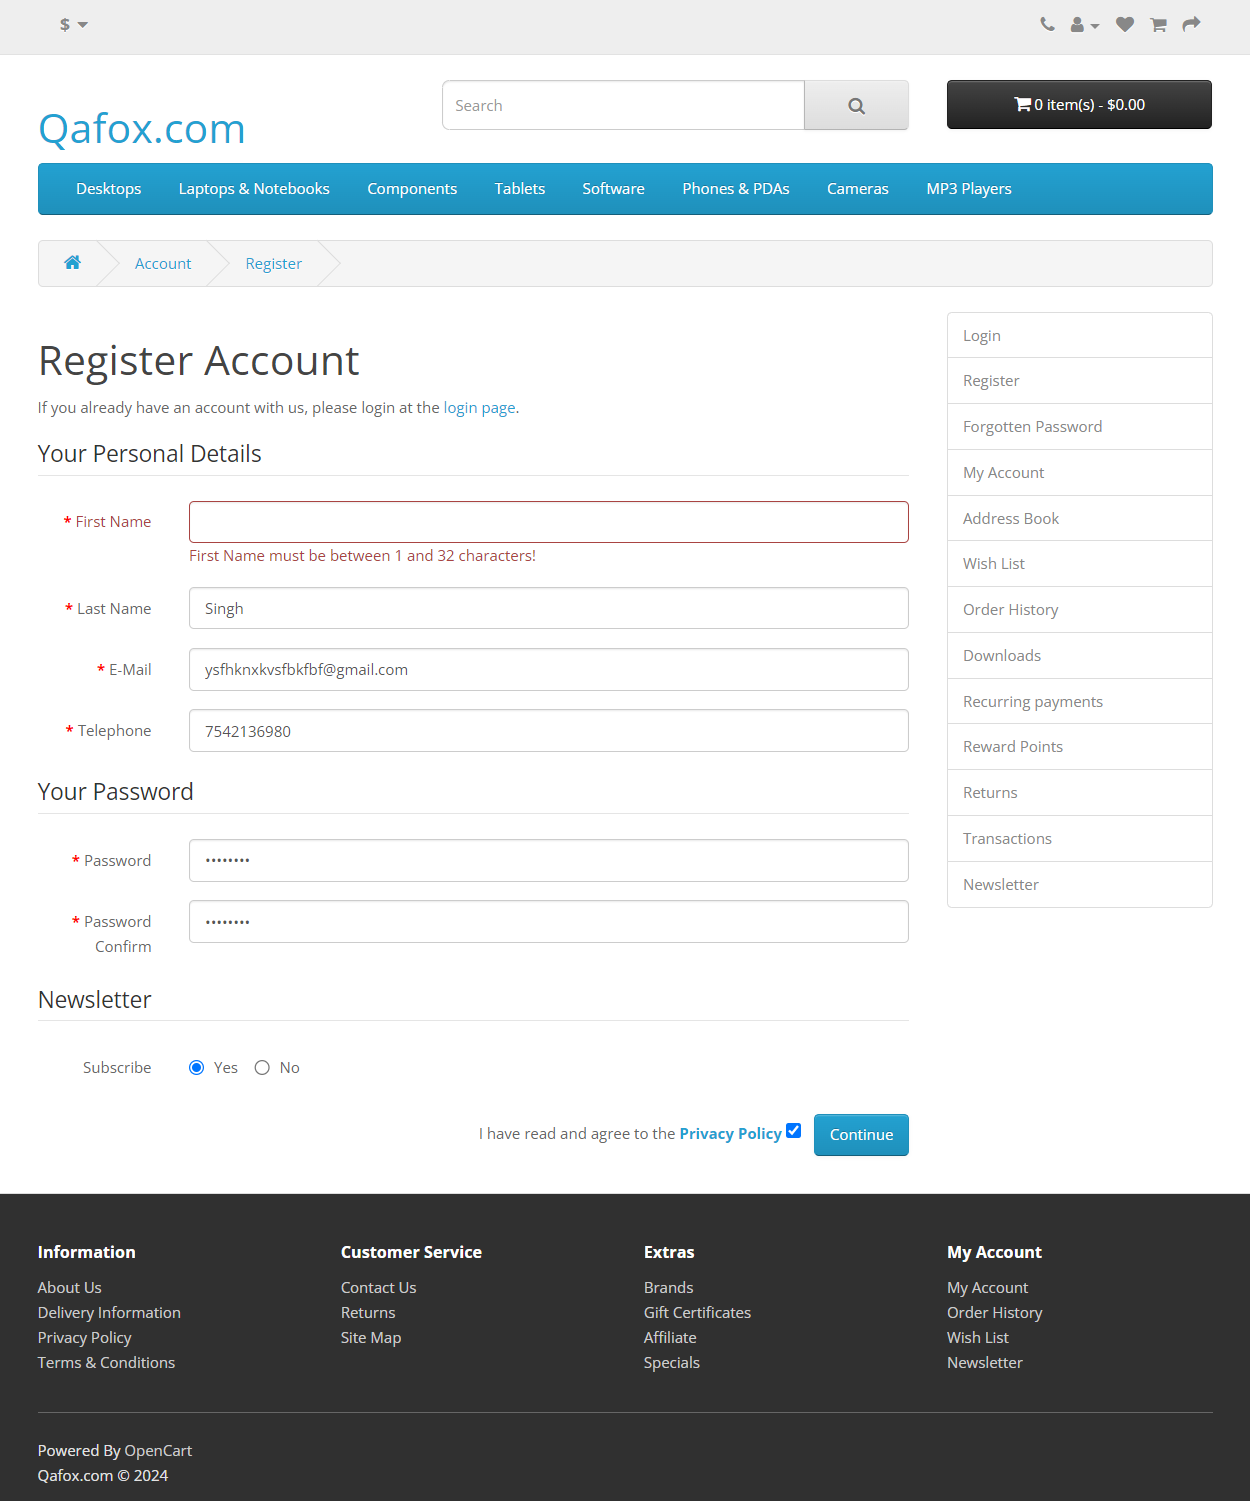 $
Search
0 item(s) - $0.00
Qafox.com
Desktops Laptops & Notebooks Components Tablets Software Phones & PDAs Cameras MP3 Players
Account Register
Register Account
If you already have an account with us, please login at the login page.
Your Personal Details
* First Name
First Name must be between 1 and 32 characters!
* Last Name Singh
* E-Mail ysfhknxkvsfbkfbf@gmail.com
* Telephone 7542136980
Your Password
* Password ••••••••
* Password ••••••••
Confirm
Newsletter
Subscribe Yes No
I have read and agree to the Privacy Policy Continue
Login
Register
Forgotten Password
My Account
Address Book
Wish List
Order History
Downloads
Recurring payments
Reward Points
Returns
Transactions
Newsletter
Information
About Us
Delivery Information
Privacy Policy
Terms & Conditions
Customer Service
Contact Us
Returns
Site Map
Extras
Brands
Gift Certificates
Affiliate
Specials
My Account
My Account
Order History
Wish List
Newsletter
Powered By OpenCart
Qafox.com © 2024